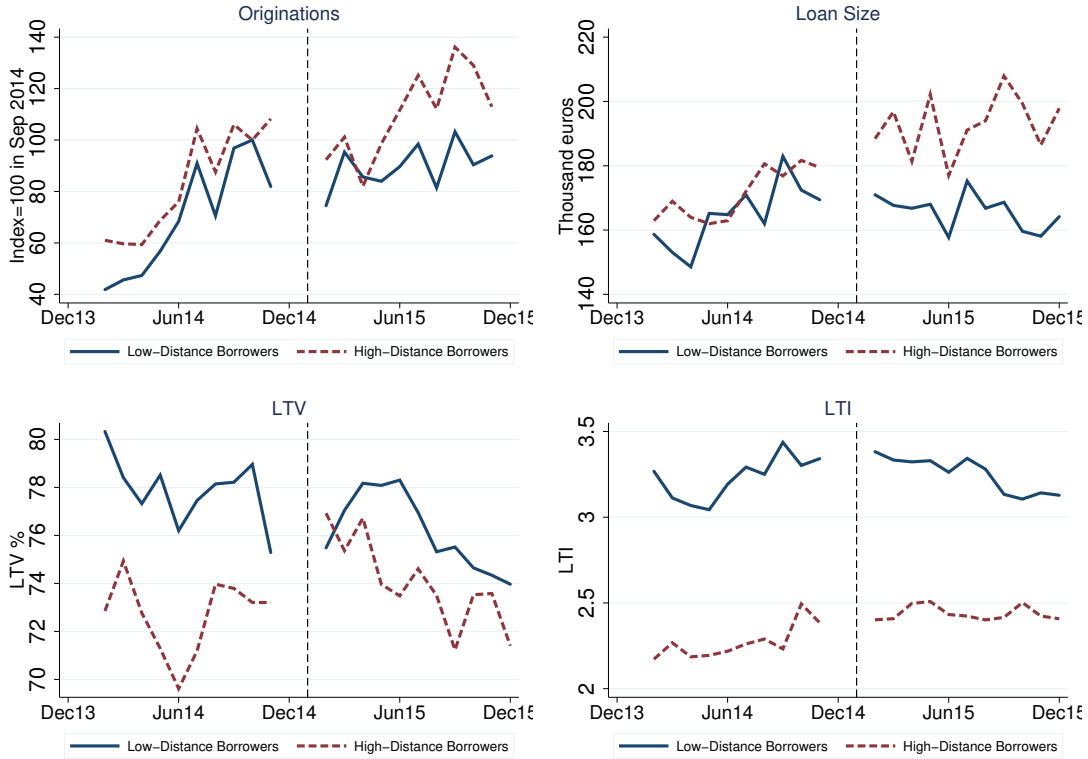 Originations
Index=100 in Sep 2014
140
120
100
80
60
40
Dec13 Jun14 Dec14 Jun15 Dec15
Low−Distance Borrowers High−Distance Borrowers
Loan Size
Thousand euros
220
200
180
160
140
Dec13 Jun14 Dec14 Jun15 Dec15
Low−Distance Borrowers High−Distance Borrowers
LTV
LTV %
80
78
76
74
72
70
Dec13 Jun14 Dec14 Jun15 Dec15
Low−Distance Borrowers High−Distance Borrowers
LTI
LTI
3.5
3
2.5
2
Dec13 Jun14 Dec14 Jun15 Dec15
Low−Distance Borrowers High−Distance Borrowers